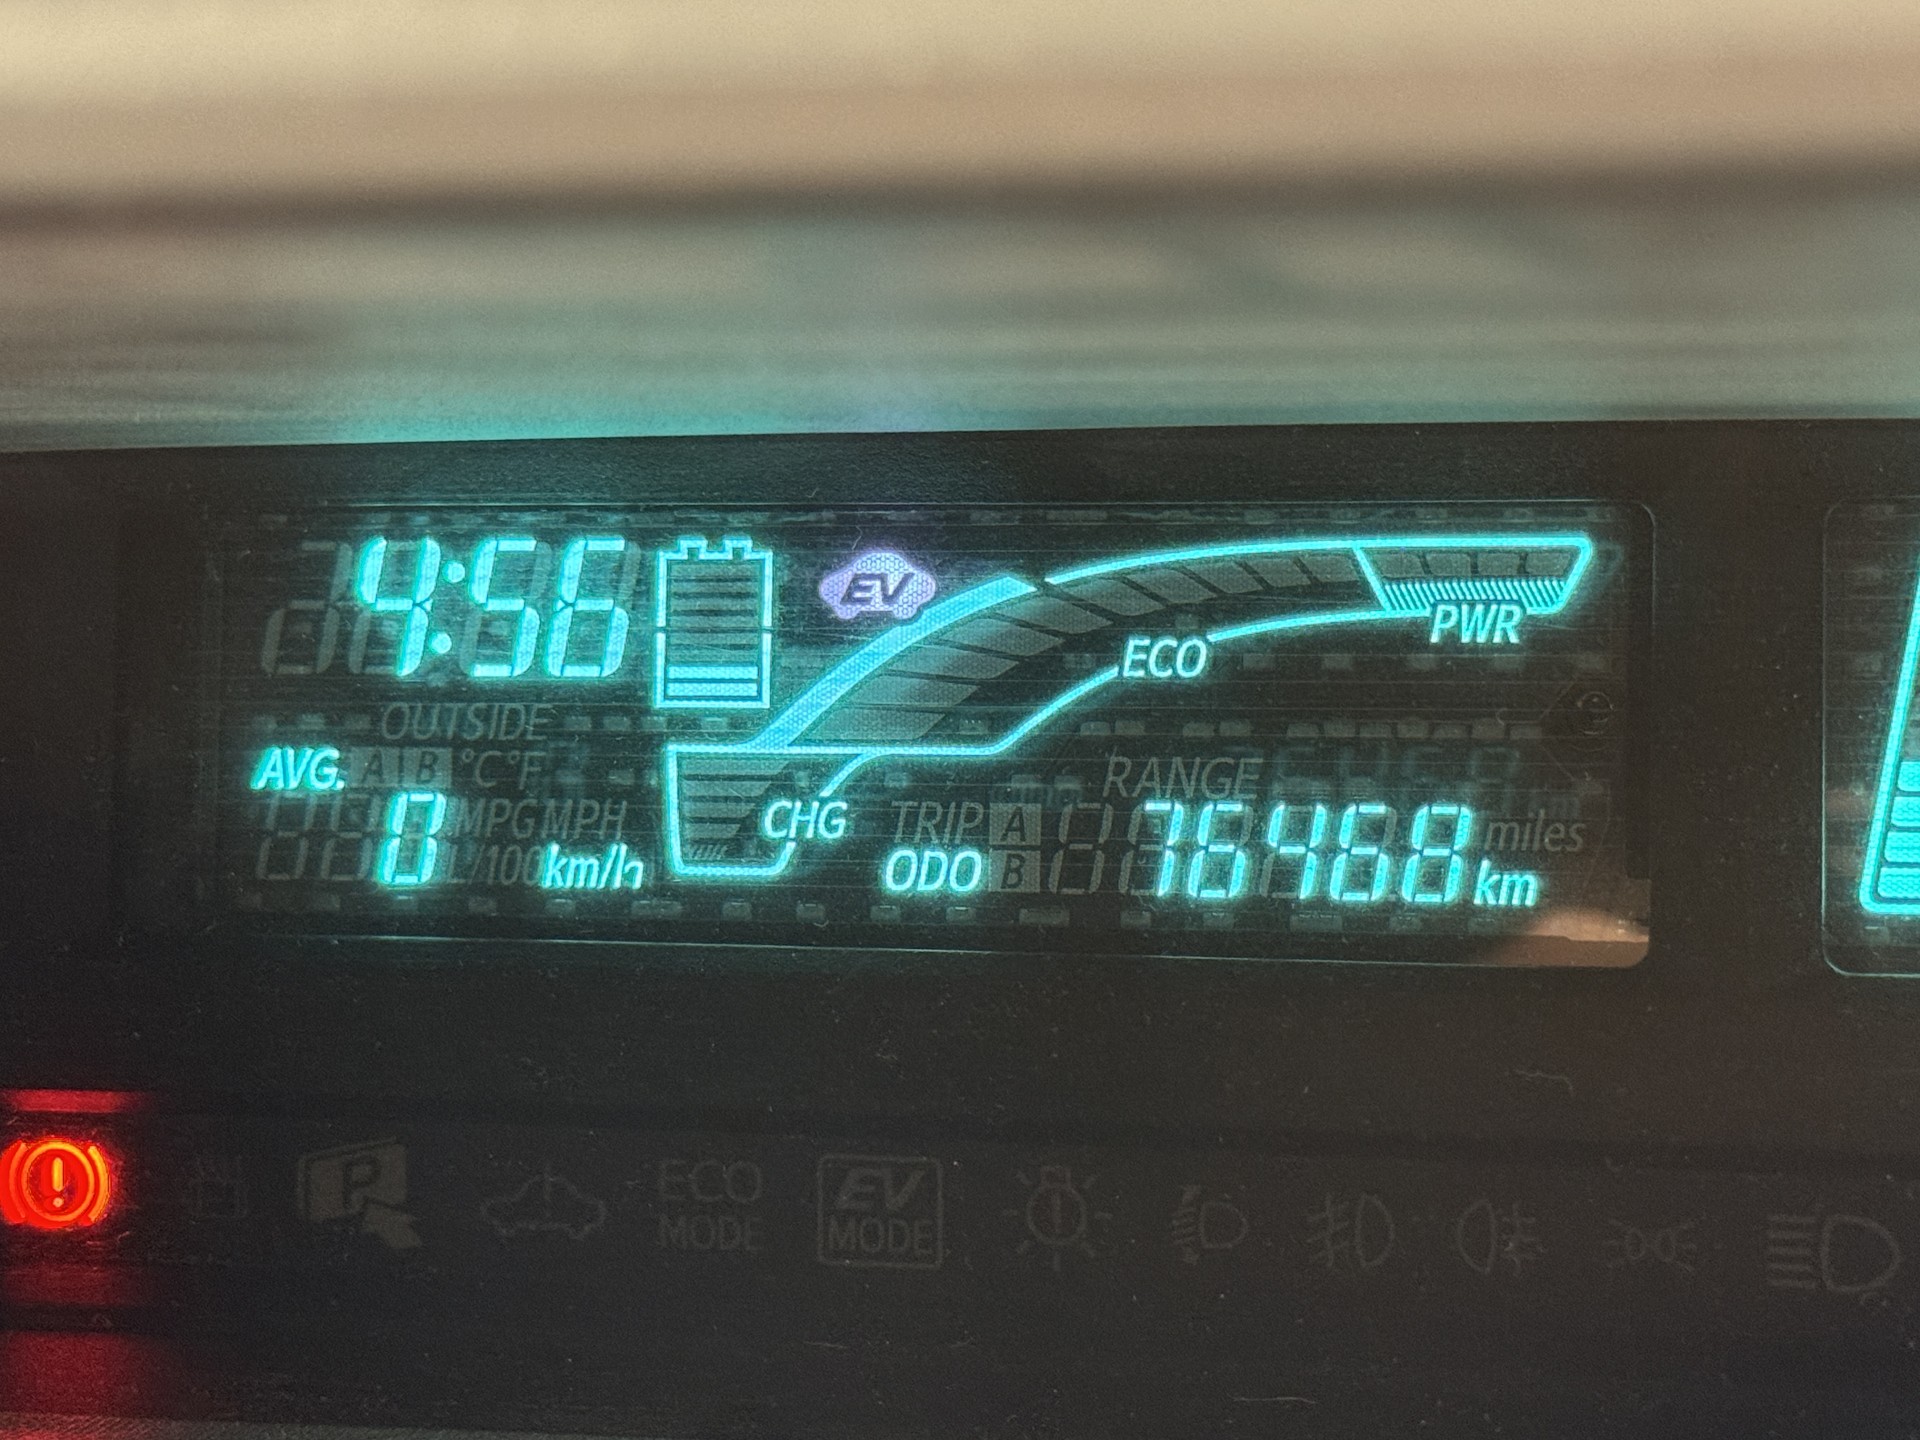 4:56
EV
PWR
ECO
OUTSIDE
AVG. A B °C °F
RANGE
0 MPG MPH
L/100 km/h
CHG
TRIP A
miles
ODO B 76468 km
P
ECO
MODE
EV
MODE